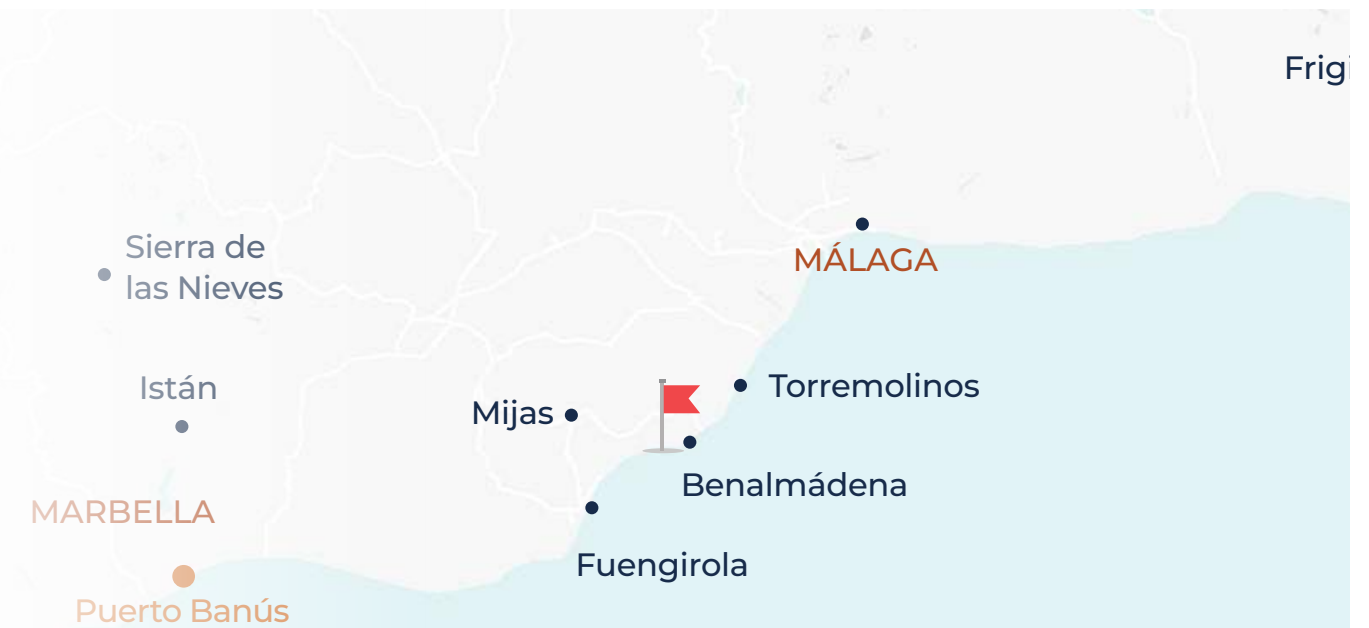 Frigi
Sierra de
las Nieves
MÁLAGA
Istán
Torremolinos
Mijas
Benalmádena
MARBELLA
Fuengirola
Puerto Banús